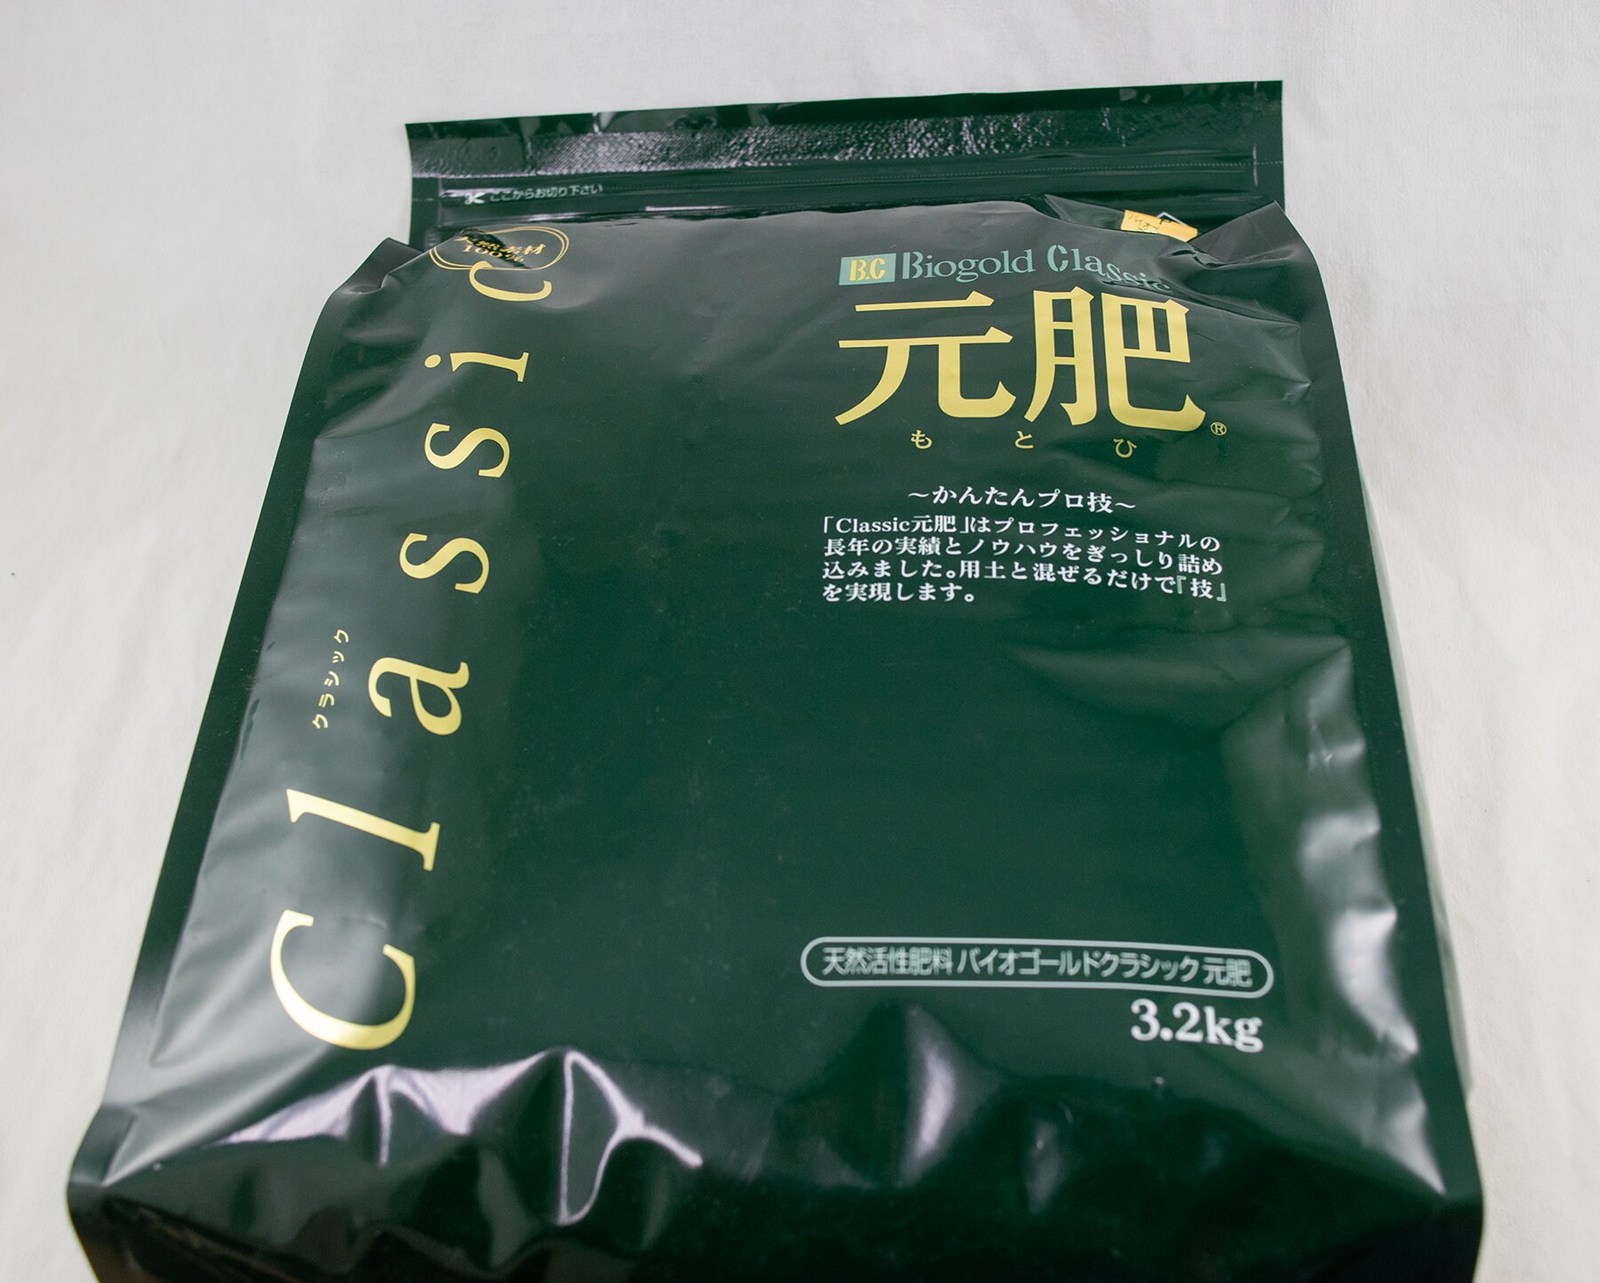 ここからお切り下さい
天然素材
100%
Classic
クラシック
B.C Biogold Classic
元肥®
もとひ
～かんたんプロ技～
「Classic元肥」はプロフェッショナルの
長年の実績とノウハウをぎっしり詰め
込みました。用土と混ぜるだけで『技』
を実現します。
天然活性肥料 バイオゴールドクラシック 元肥
3.2kg